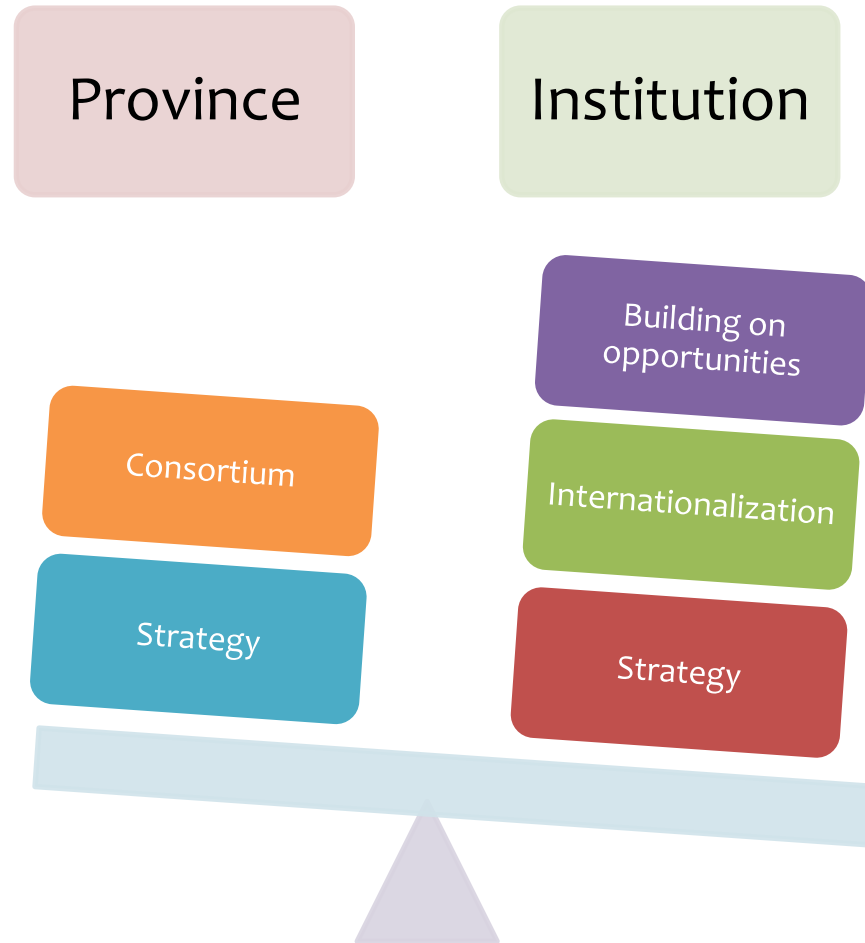 Province
Institution
Building on
opportunities
Consortium
Internationalization
Strategy
Strategy